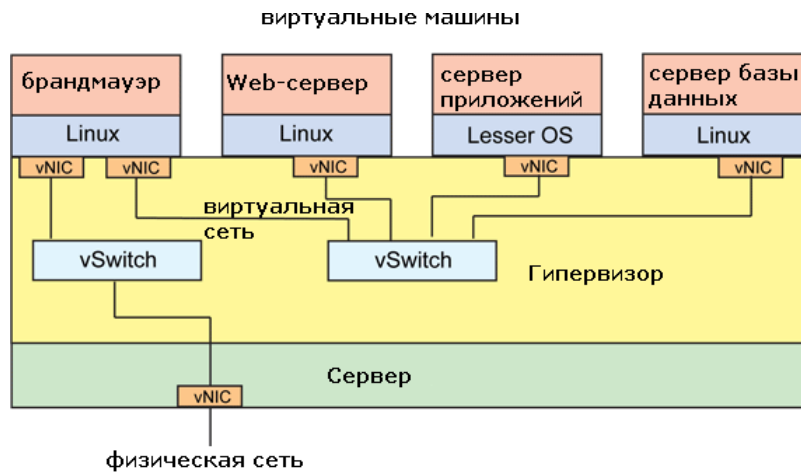 виртуальные машины
брандмауэр
Web-сервер
сервер
приложений
сервер базы
данных
Linux
Linux
Lesser OS
Linux
vNIC
vNIC
vNIC
vNIC
vNIC
виртуальная
сеть
vSwitch
vSwitch
Гипервизор
Сервер
vNIC
физическая сеть